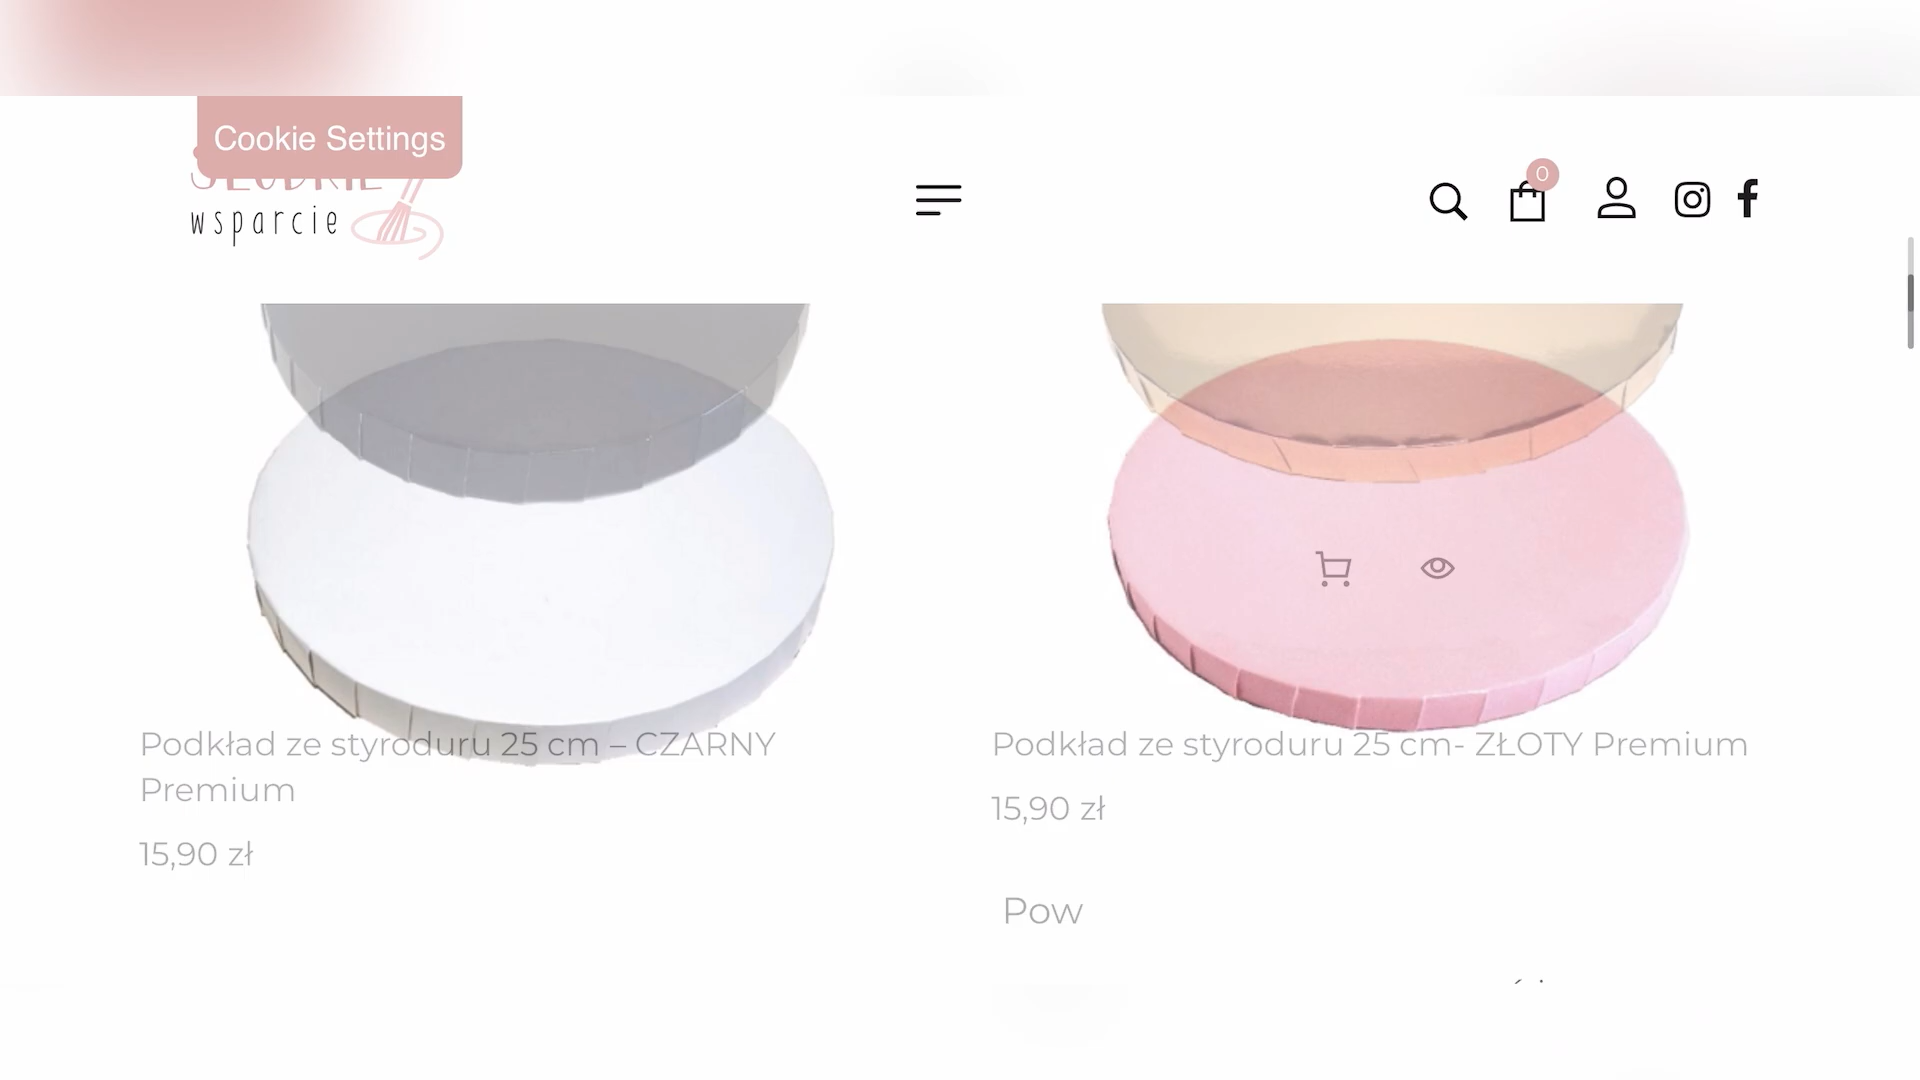 Cookie Settings
0
wsparcie
Podkład ze styroduru 25 cm – CZARNY
Premium
15,90 zł
Podkład ze styroduru 25 cm- ZŁOTY Premium
15,90 zł
Pow